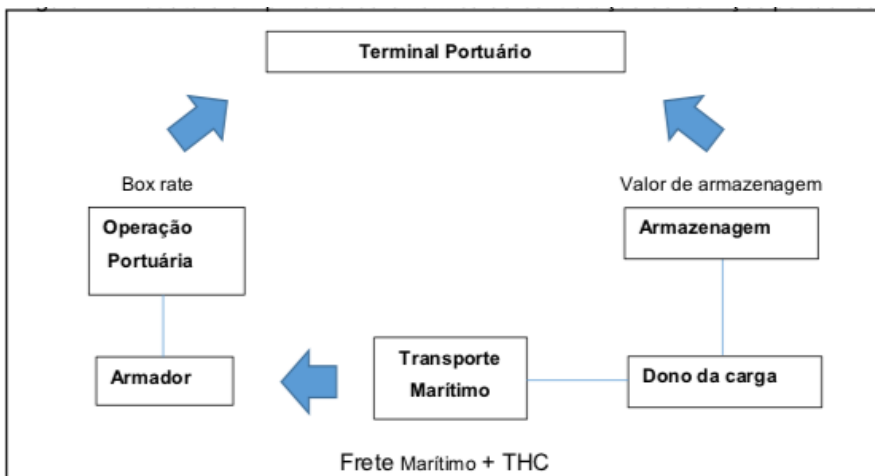 Terminal Portuário
Box rate
Valor de armazenagem
Operação
Portuária
Armazenagem
Armador
Transporte
Marítimo
Dono da carga
Frete Marítimo + THC